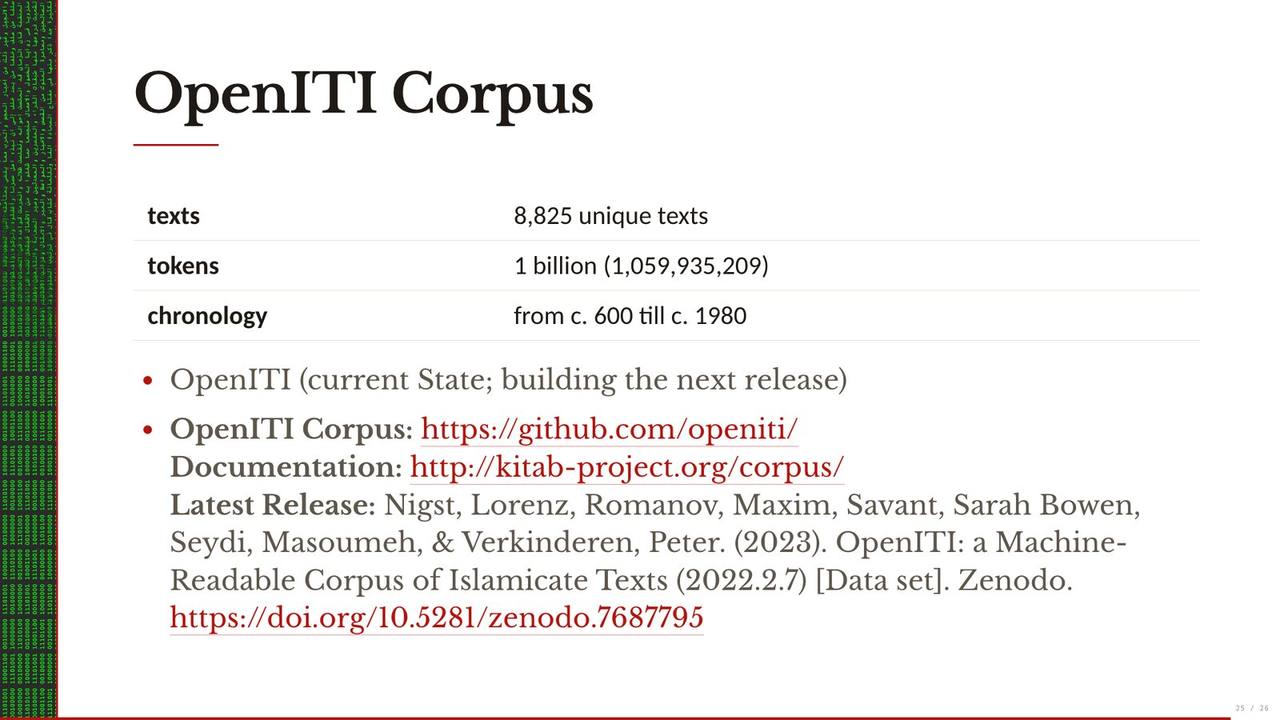 OpenITI Corpus
texts 8,825 unique texts
tokens 1 billion (1,059,935,209)
chronology from c. 600 till c. 1980
• OpenITI (current State; building the next release)
• OpenITI Corpus: https://github.com/openiti/
Documentation: http://kitab-project.org/corpus/
Latest Release: Nigst, Lorenz, Romanov, Maxim, Savant, Sarah Bowen,
Seydi, Masoumeh, & Verkinderen, Peter. (2023). OpenITI: a Machine-
Readable Corpus of Islamicate Texts (2022.2.7) [Data set]. Zenodo.
https://doi.org/10.5281/zenodo.7687795
25 / 26